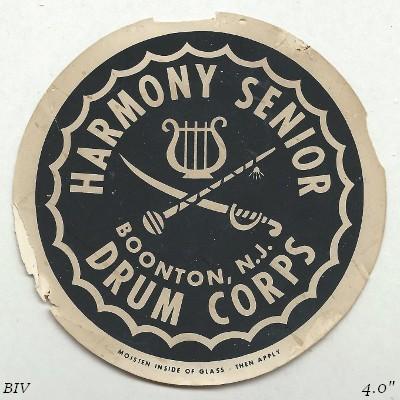 HARMONY SENIOR
BOONTON, N.J.
DRUM CORPS
MOISTEN INSIDE OF GLASS - THEN APPLY
BIV
4.0"